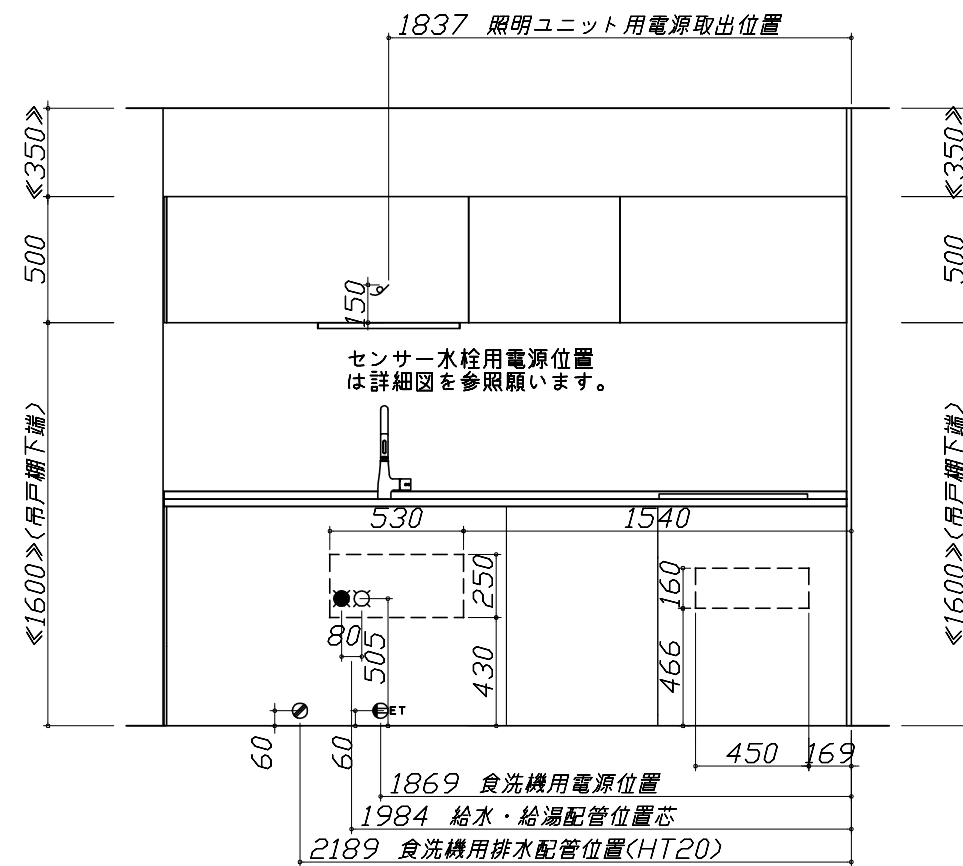 1837 照明ユニット用電源取出位置
≪350≫
≪350≫
500
500
150
センサー水栓用電源位置
は詳細図を参照願います。
≪1600≫(吊戸棚下端)
≪1600≫(吊戸棚下端)
530
1540
250
160
80
505
430
466
ET
60
60
450
169
1869 食洗機用電源位置
1984 給水・給湯配管位置芯
2189 食洗機用排水配管位置(HT20)